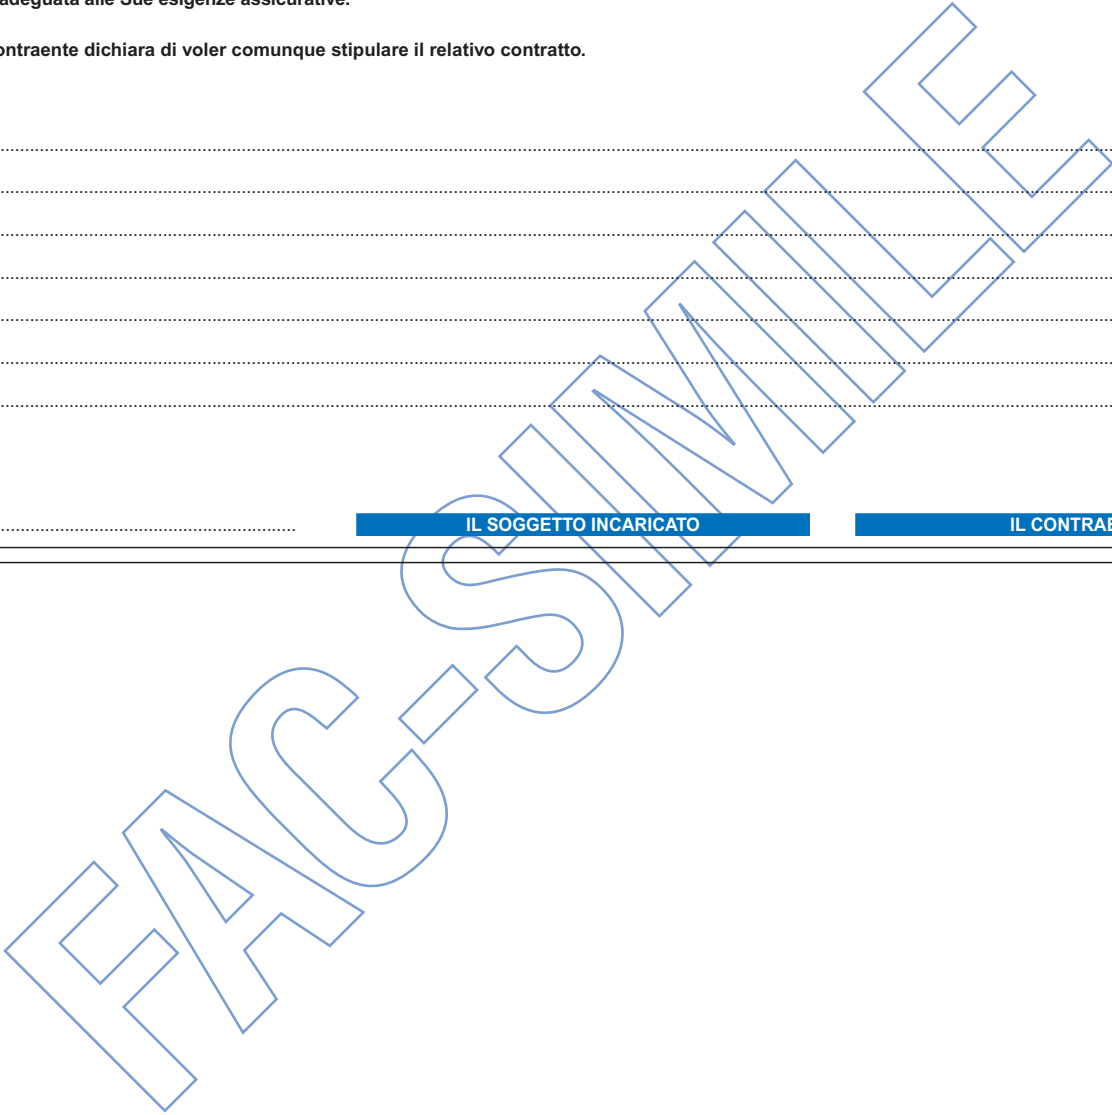 adeguata alle Sue esigenze assicurative.
ontraente dichiara di voler comunque stipulare il relativo contratto.
IL SOGGETTO INCARICATO
IL CONTRAE
FAC-SIMILE